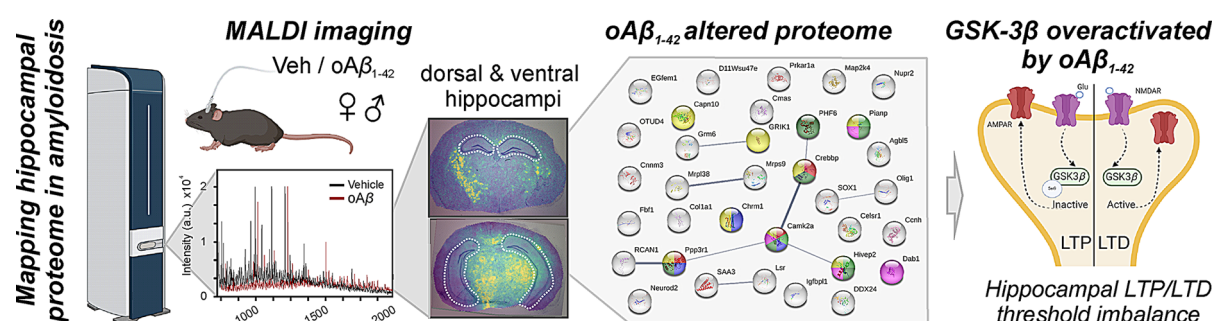 Mapping hippocampal
proteome in amyloidosis
MALDI imaging
Veh / oAβ1-42
♀ ♂
dorsal & ventral
hippocampi
Intensity (a.u.) x10⁴
2
1
0
Vehicle
oAβ
1000
1500
2000
oAβ1-42 altered proteome
EGfem1
D11Wsu47e
Prkar1a
Map2k4
Nupr2
Capn10
Cmas
OTUD4
Grm6
GRIK1
PHF6
Pianp
Agbl5
Cnnm3
Mrpl38
Mrps9
Crebbp
SOX1
Olig1
Fbf1
Col1a1
Chrm1
Camk2a
Celsr1
Ccnh
RCAN1
Ppp3r1
SAA3
Lsr
Hivep2
Dab1
Neurod2
Igfbpl1
DDX24
GSK-3β overactivated
by oAβ1-42
Glu
NMDAR
AMPAR
GSK3β
GSK3β
Ser9
Inactive
Active
LTP
LTD
Hippocampal LTP/LTD
threshold imbalance